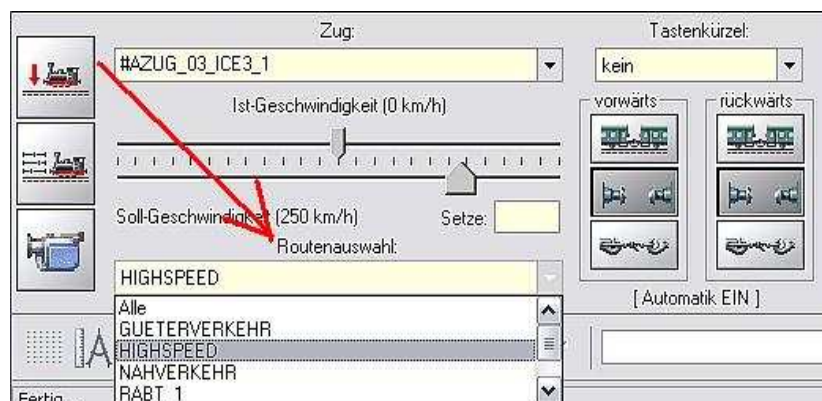 Zug:
Tastenkürzel:
#AZUG_03_ICE3_1
kein
Ist-Geschwindigkeit (0 km/h)
vorwärts
rückwärts
Soll-Geschwindigkeit (250 km/h)
Setze:
Routenauswahl:
HIGHSPEED
[ Automatik EIN ]
Alle
GUETERVERKEHR
HIGHSPEED
NAHVERKEHR
RABT_1
Fertig